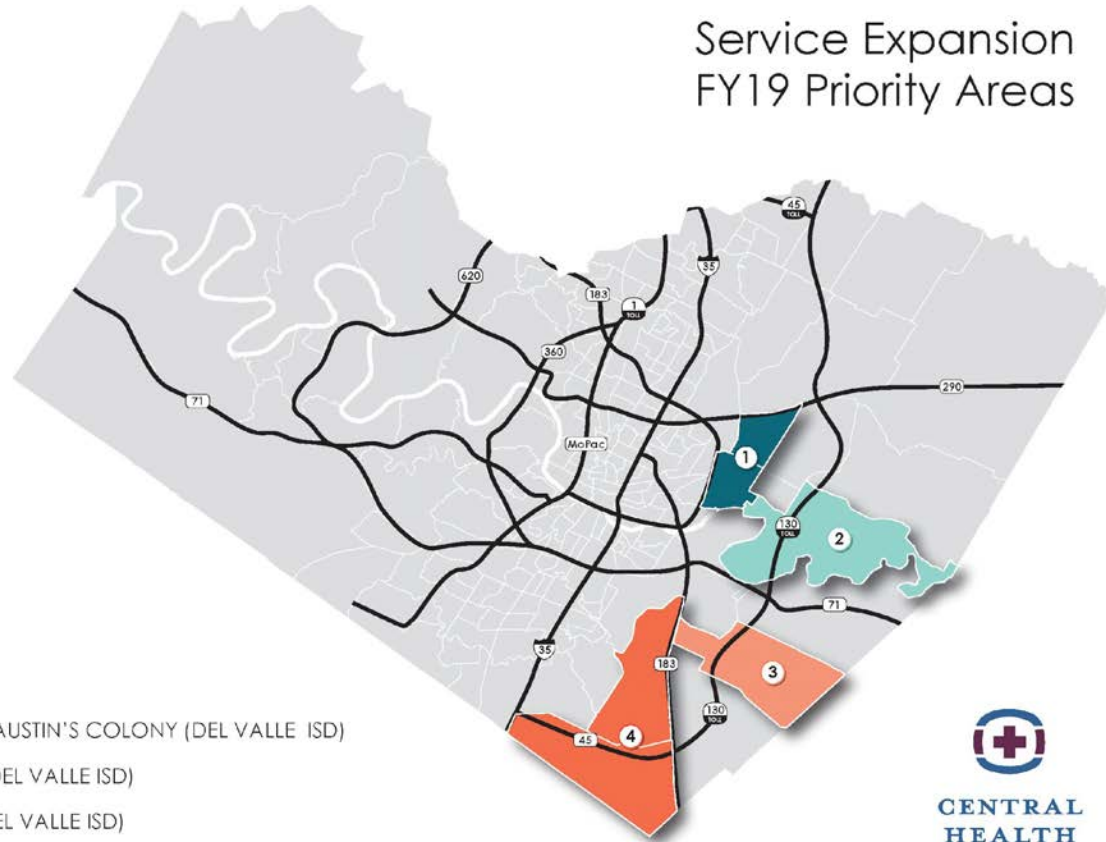 Service Expansion
FY19 Priority Areas
45
TOLL
35
620
183
1
TOLL
360
290
71
MoPac
1
130
TOLL
2
71
35
183
3
130
TOLL
45
4
AUSTIN'S COLONY (DEL VALLE ISD)
DEL VALLE ISD)
EL VALLE ISD)
CENTRAL
HEALTH